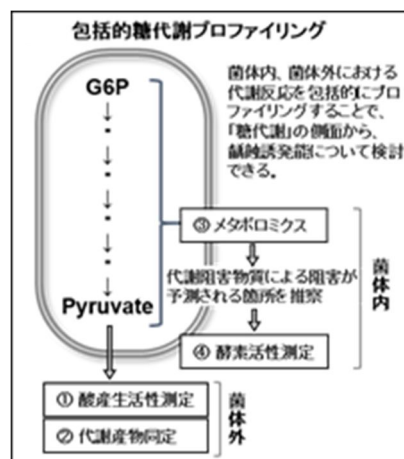 包括的糖代謝プロファイリング
G6P
菌体内、菌体外における
代謝反応を包括的にプロ
ファイリングすることで、
「糖代謝」の側面から、
齲蝕誘発能について検討
できる。
③ メタボロミクス
代謝阻害物質による阻害が
予測される箇所を推察
④ 酵素活性測定
菌体内
Pyruvate
① 酸産生活性測定
② 代謝産物同定
菌体外